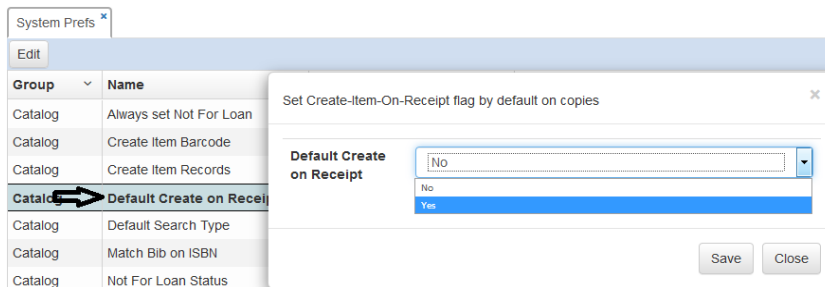 System Prefs ×
Edit
Group Name
Catalog Always set Not For Loan
Catalog Create Item Barcode
Catalog Create Item Records
Catalog Default Create on Receip
Catalog Default Search Type
Catalog Match Bib on ISBN
Catalog Not For Loan Status
Set Create-Item-On-Receipt flag by default on copies ×
Default Create
on Receipt
No
No
Yes
Save Close